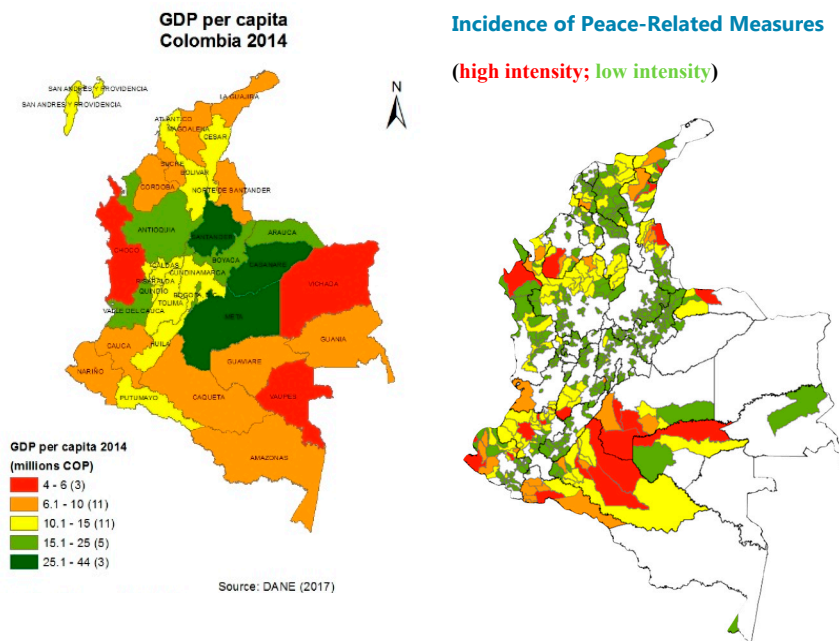 GDP per capita
Colombia 2014
Incidence of Peace-Related Measures
(high intensity; low intensity)
N
SAN ANDRES Y PROVIDENCIA
SAN ANDRES Y PROVIDENCIA
LA GUAJIRA
ATLANTICO
MAGDALENA
CESAR
SUCRE
BOLIVAR
CORDOBA
NORTE DE SANTANDER
ANTIOQUIA
SANTANDER
ARAUCA
CHOCO
BOYACA
CASANARE
CALDAS
CUNDINAMARCA
RISARALDA
VICHADA
QUINDIO
BOGOTA
TOLIMA
VALLE DEL CAUCA
META
GUANIA
CAUCA
HUILA
GUAVIARE
NARIÑO
VAUPES
CAQUETA
PUTUMAYO
AMAZONAS
GDP per capita 2014
(millions COP)
4 - 6 (3)
6.1 - 10 (11)
10.1 - 15 (11)
15.1 - 25 (5)
25.1 - 44 (3)
Source: DANE (2017)